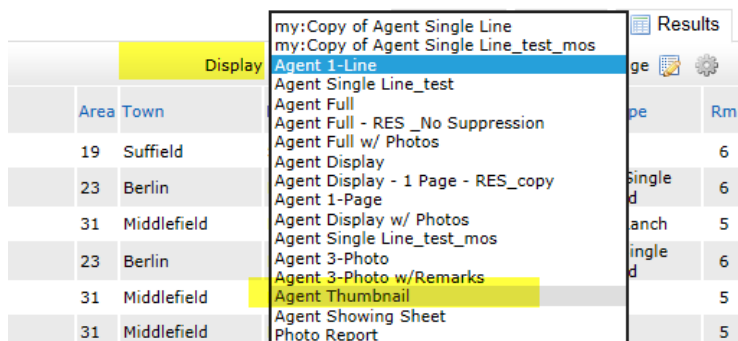 my:Copy of Agent Single Line
my:Copy of Agent Single Line_test_mos
Results
Display
Agent 1-Line
ge
Agent Single Line_test
Agent Full
Agent Full - RES _No Suppression
Agent Full w/ Photos
Agent Display
Agent Display - 1 Page - RES_copy
Agent 1-Page
Agent Display w/ Photos
Agent Single Line_test_mos
Agent 3-Photo
Agent 3-Photo w/Remarks
Agent Thumbnail
Agent Showing Sheet
Photo Report
Area Town pe Rm
19 Suffield 6
23 Berlin Single d 6
31 Middlefield anch 5
23 Berlin ingle d 6
31 Middlefield 5
31 Middlefield 5